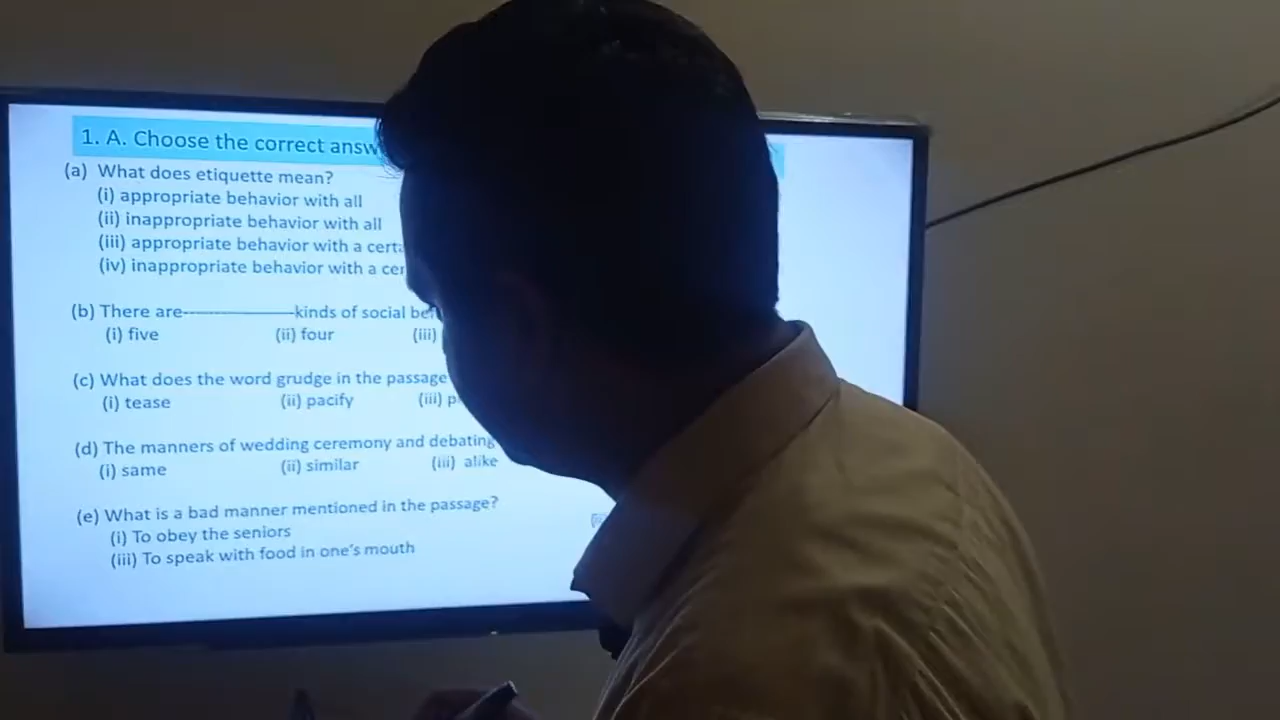 1. A. Choose the correct answ
(a) What does etiquette mean?
(i) appropriate behavior with all
(ii) inappropriate behavior with all
(iii) appropriate behavior with a certa
(iv) inappropriate behavior with a cer
(b) There are---------------kinds of social beh
(i) five (ii) four (iii)
(c) What does the word grudge in the passage
(i) tease (ii) pacify (iii) p
(d) The manners of wedding ceremony and debating
(i) same (ii) similar (iii) alike
(e) What is a bad manner mentioned in the passage?
(i) To obey the seniors
(iii) To speak with food in one's mouth